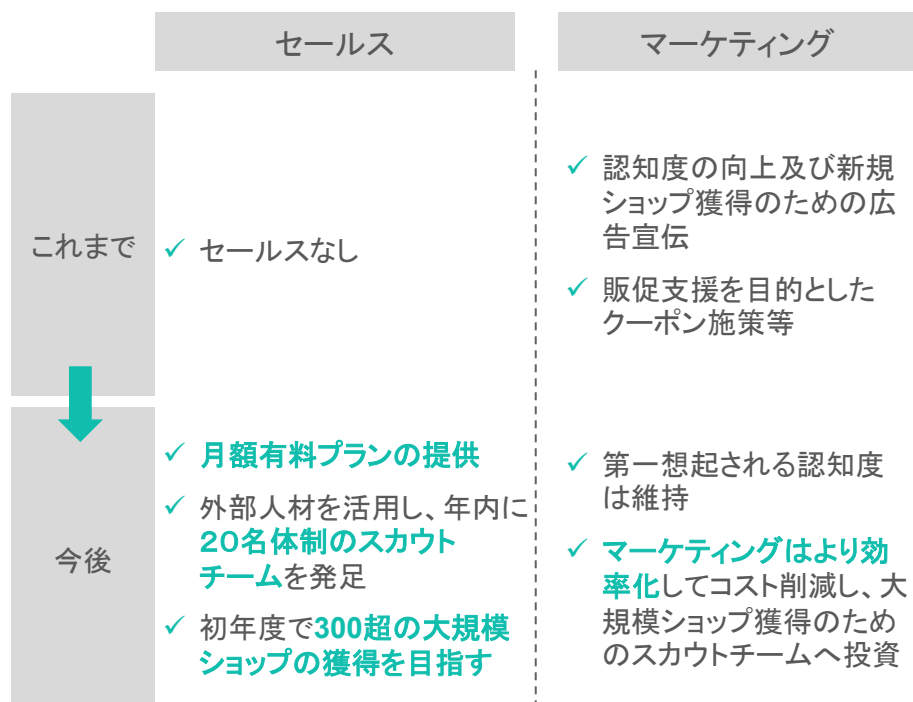 セールス
マーケティング
これまで
✓ セールスなし
✓ 認知度の向上及び新規
ショップ獲得のための広
告宣伝
✓ 販促支援を目的とした
クーポン施策等
今後
✓ 月額有料プランの提供
✓ 外部人材を活用し、年内に
20名体制のスカウト
チームを発足
✓ 初年度で300超の大規模
ショップの獲得を目指す
✓ 第一想起される認知度
は維持
✓ マーケティングはより効
率化してコスト削減し、大
規模ショップ獲得のため
のスカウトチームへ投資